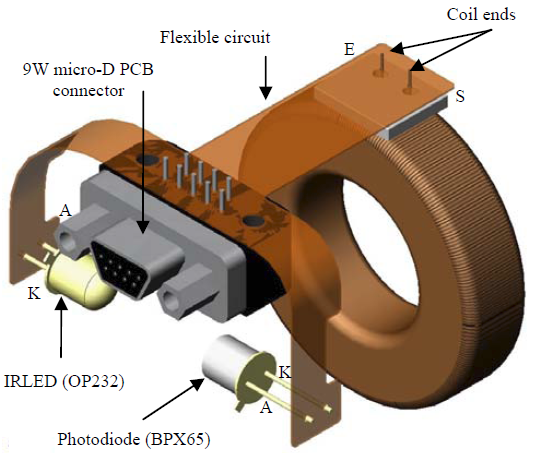 Coil ends
Flexible circuit
E
9W micro-D PCB
connector
S
A
K
K
IRLED (OP232)
A
Photodiode (BPX65)